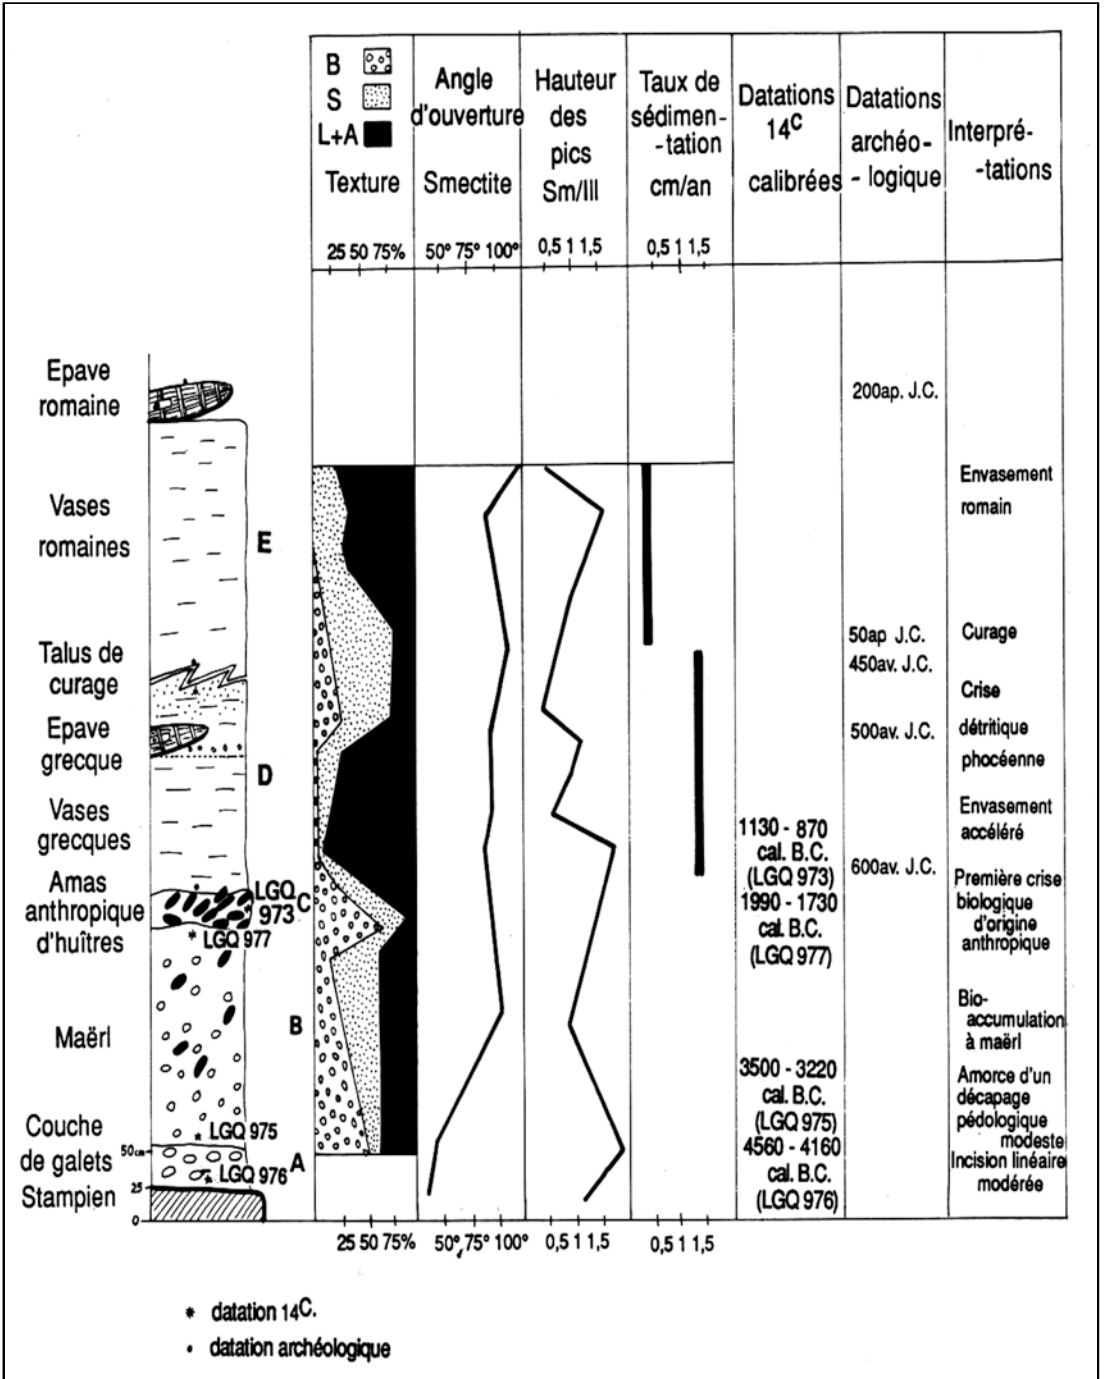 B
S
L+A
Texture
25 50 75%
Angle
d'ouverture
Smectite
50° 75° 100°
Hauteur
des
pics
Sm/Ill
0,5 1 1,5
Taux de
sédimen-
-tation
cm/an
0,5 1 1,5
Datations
14C
calibrées
Datations
archéo-
-logique
Interpré-
-tations
Epave
romaine
Vases
romaines
Talus de
curage
Epave
grecque
Vases
grecques
Amas
anthropique
d'huîtres
Maërl
Couche
de galets
Stampien
50cm
25
0
E
D
C
B
A
LGQ
973
* LGQ 977
* LGQ 975
* LGQ 976
1130 - 870
cal. B.C.
(LGQ 973)
1990 - 1730
cal. B.C.
(LGQ 977)
3500 - 3220
cal. B.C.
(LGQ 975)
4560 - 4160
cal. B.C.
(LGQ 976)
200ap. J.C.
50ap J.C.
450av. J.C.
500av. J.C.
600av. J.C.
Envasement
romain
Curage
Crise
détritique
phocéenne
Envasement
accéléré
Première crise
biologique
d'origine
anthropique
Bio-
accumulation
à maërl
Amorce d'un
décapage
pédologique
modeste
Incision linéaire
modérée
25 50 75%
50° 75° 100°
0,5 1 1,5
0,5 1 1,5
* datation 14C.
• datation archéologique